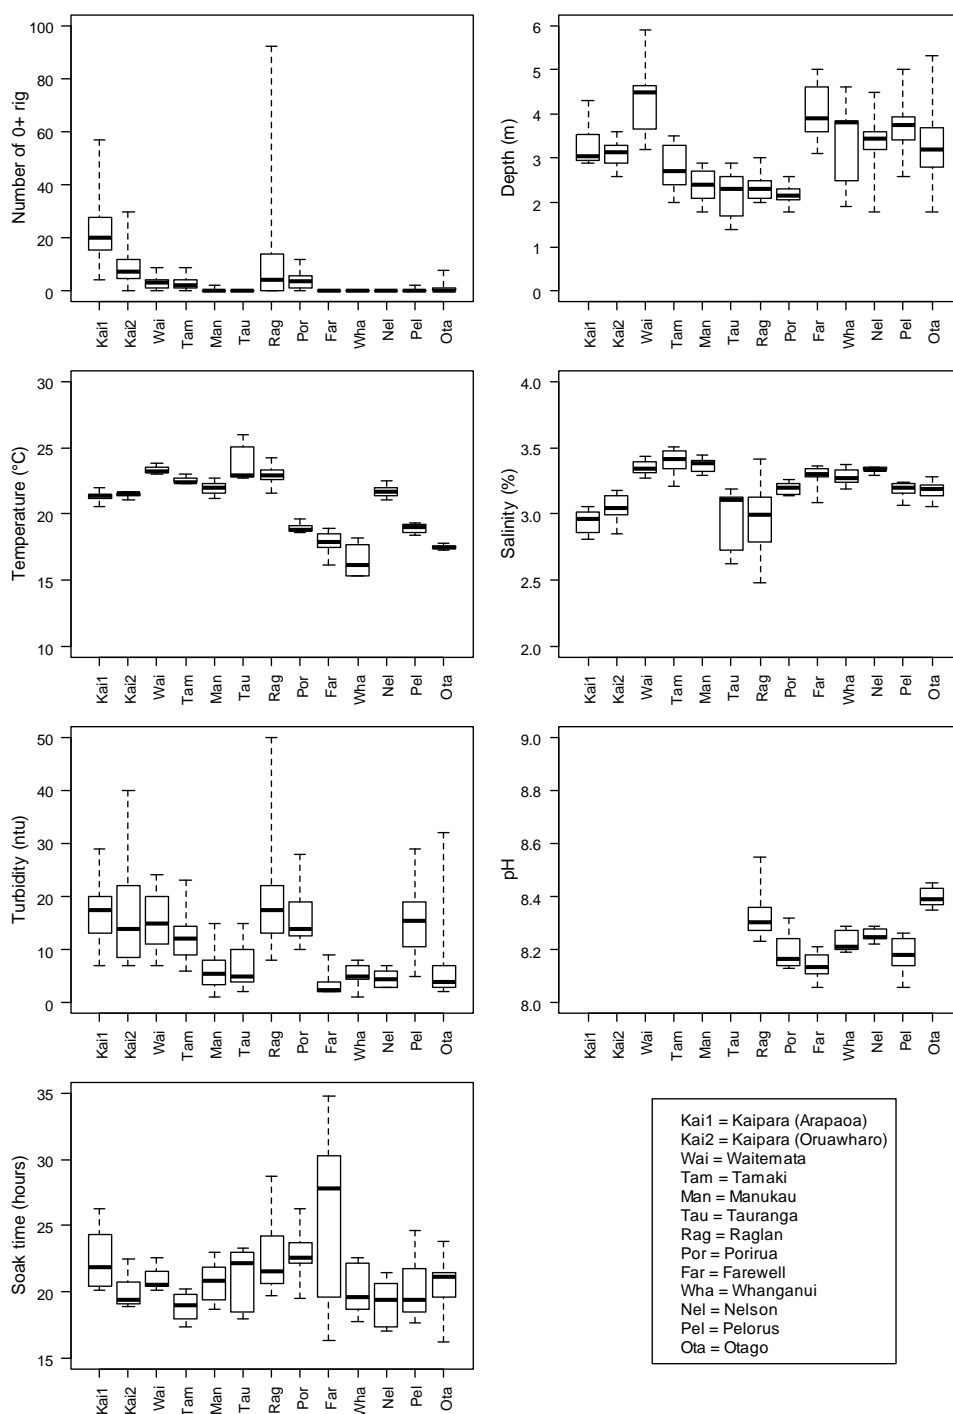 Number of 0+ rig
100
80
60
40
20
0
Kai1 Kai2 Wai Tam Man Tau Rag Por Far Wha Nel Pel Ota
Depth (m)
6
5
4
3
2
1
0
Kai1 Kai2 Wai Tam Man Tau Rag Por Far Wha Nel Pel Ota
Temperature (°C)
30
25
20
15
10
Kai1 Kai2 Wai Tam Man Tau Rag Por Far Wha Nel Pel Ota
Salinity (%)
4.0
3.5
3.0
2.5
2.0
Kai1 Kai2 Wai Tam Man Tau Rag Por Far Wha Nel Pel Ota
Turbidity (ntu)
50
40
30
20
10
0
Kai1 Kai2 Wai Tam Man Tau Rag Por Far Wha Nel Pel Ota
pH
9.0
8.8
8.6
8.4
8.2
8.0
Kai1 Kai2 Wai Tam Man Tau Rag Por Far Wha Nel Pel Ota
Soak time (hours)
35
30
25
20
15
Kai1 Kai2 Wai Tam Man Tau Rag Por Far Wha Nel Pel Ota
Kai1 = Kaipara (Arapaoa)
Kai2 = Kaipara (Oruawharo)
Wai = Waitemata
Tam = Tamaki
Man = Manukau
Tau = Tauranga
Rag = Raglan
Por = Porirua
Far = Farewell
Wha = Whanganui
Nel = Nelson
Pel = Pelorus
Ota = Otago